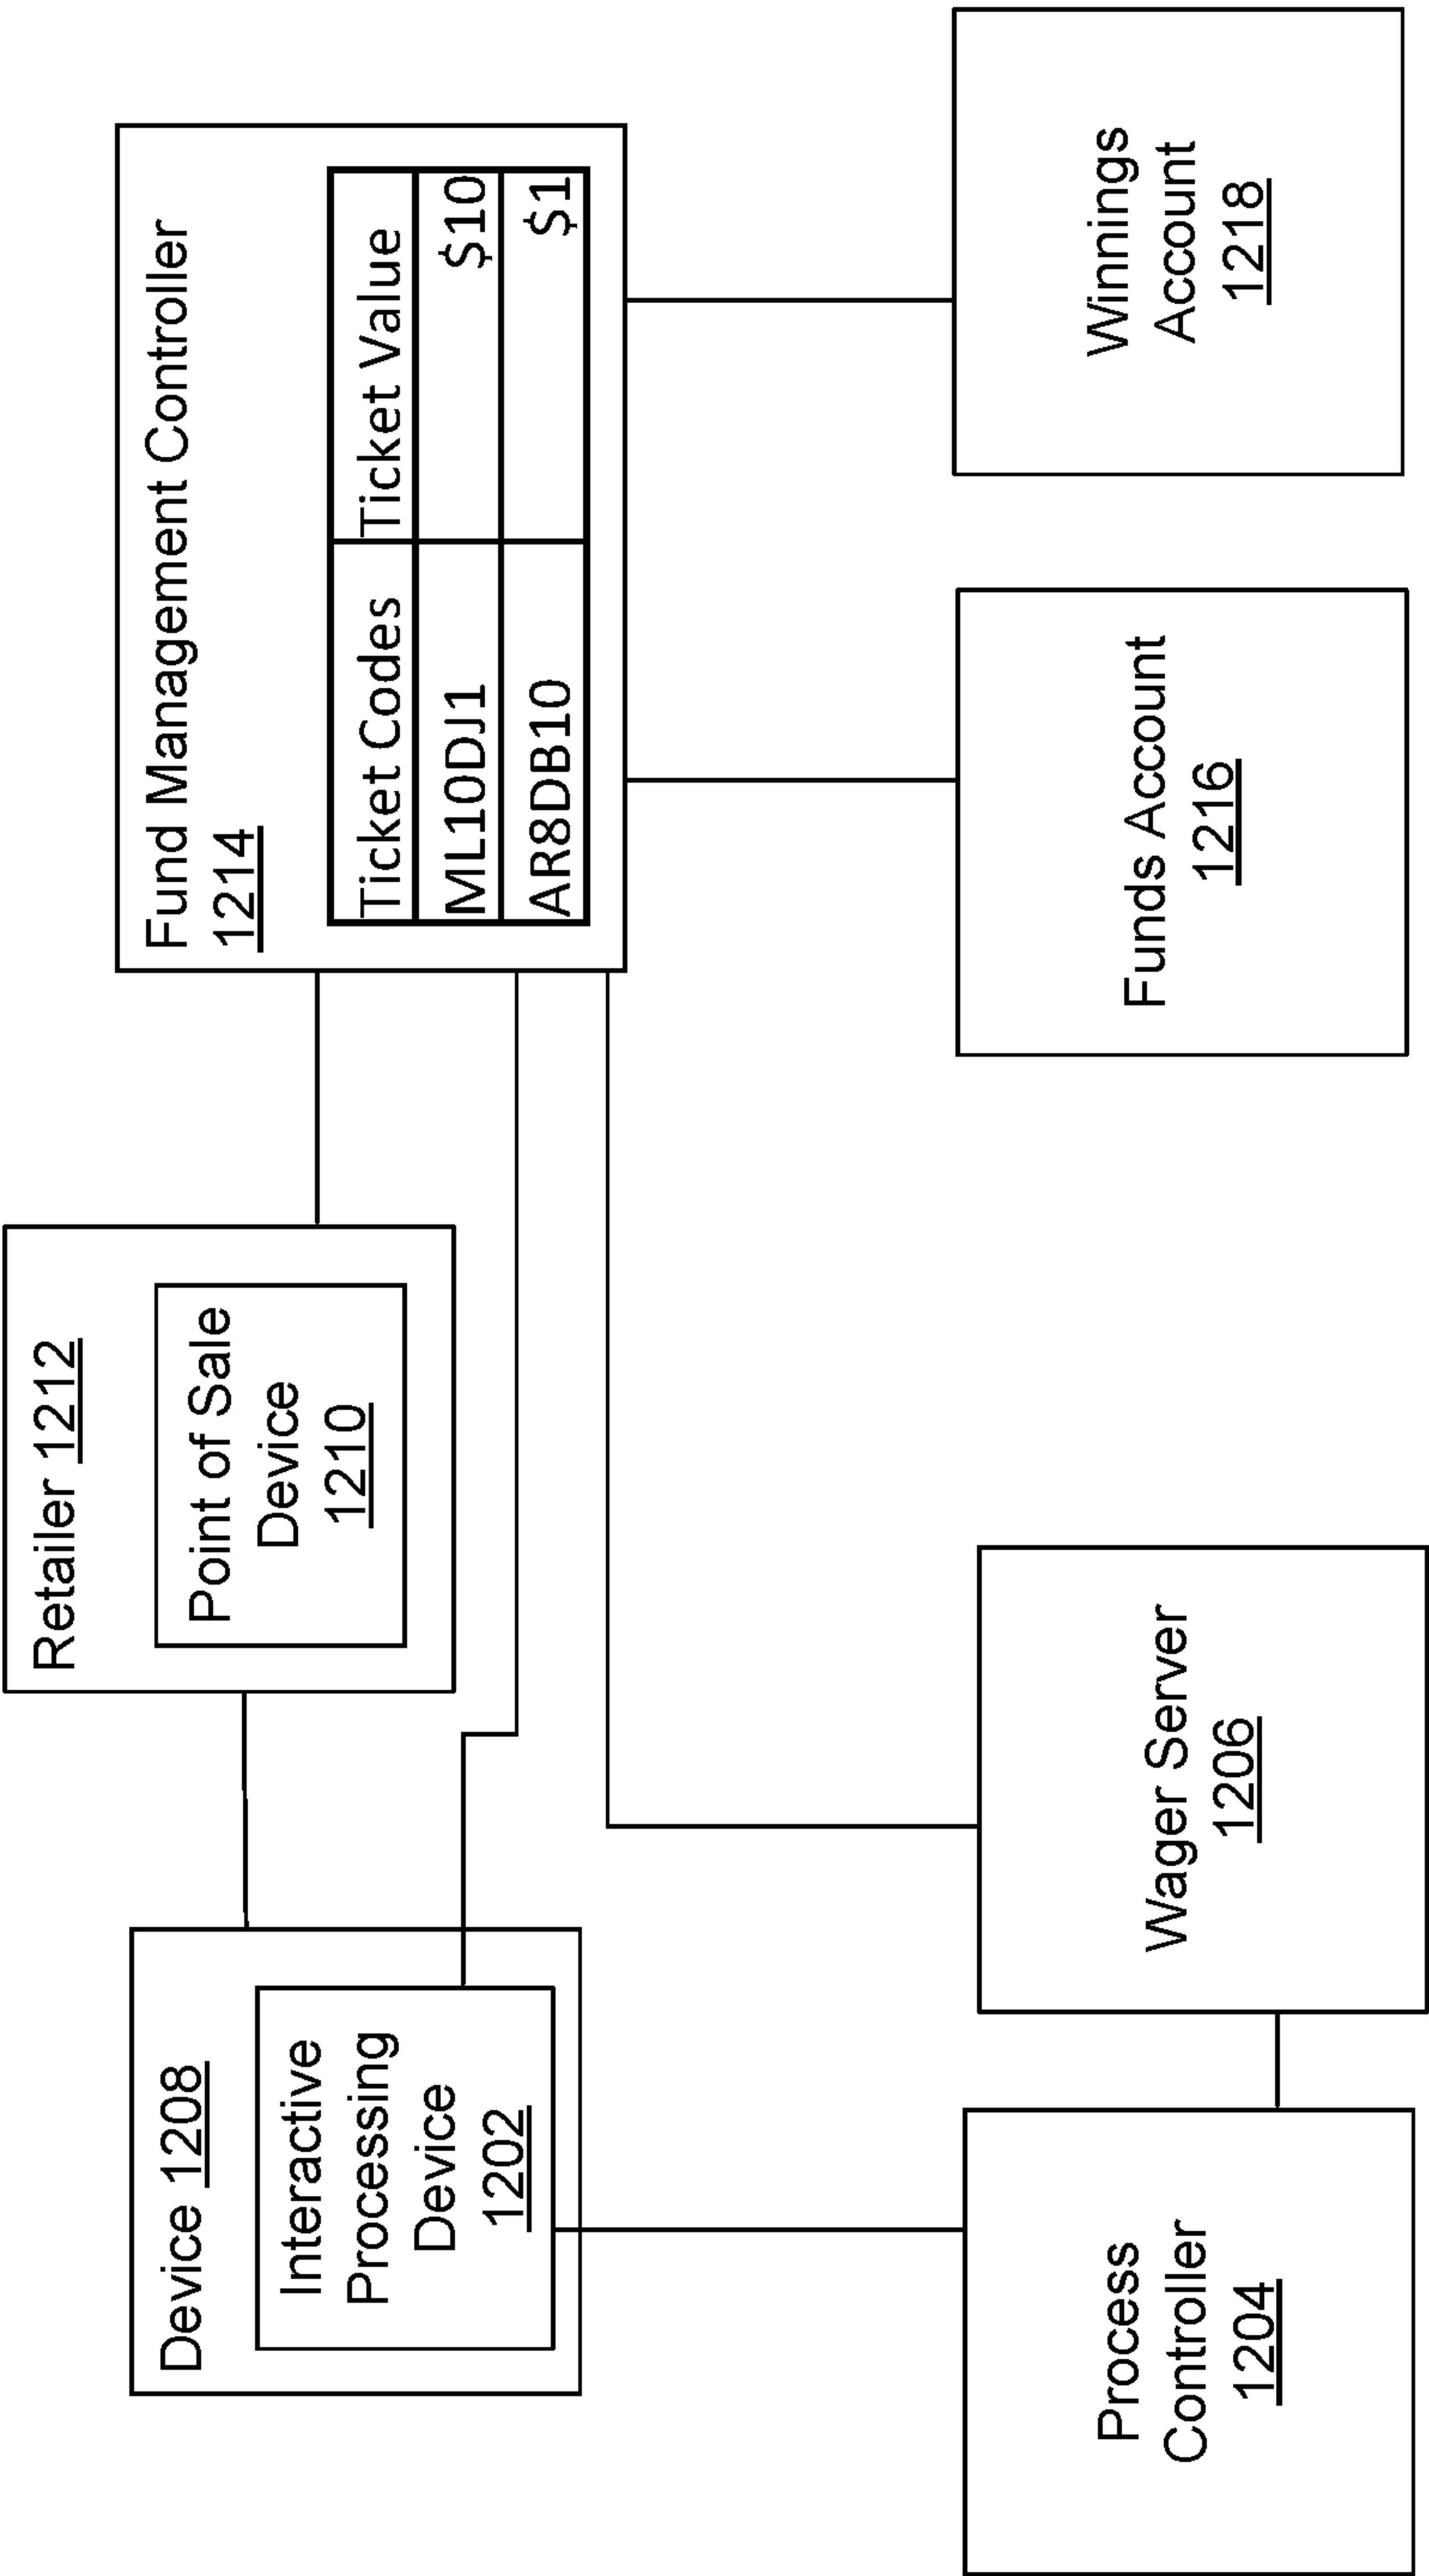 Device 1208
Interactive
Processing
Device
1202
Retailer 1212
Point of Sale
Device
1210
Fund Management Controller
1214
Ticket Codes Ticket Value
ML10DJ1 $10
AR8DB10 $1
Process
Controller
1204
Wager Server
1206
Funds Account
1216
Winnings
Account
1218